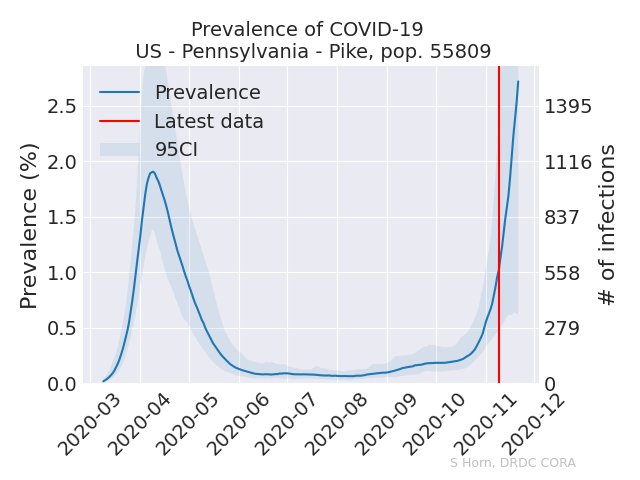 Prevalence of COVID-19
US - Pennsylvania - Pike, pop. 55809
Prevalence
Latest data
95CI
Prevalence (%)
2.5
2.0
1.5
1.0
0.5
0.0
1395
1116
837
558
279
0
# of infections
2020-03
2020-04
2020-05
2020-06
2020-07
2020-08
2020-09
2020-10
2020-11
2020-12
S Horn, DRDC CORA